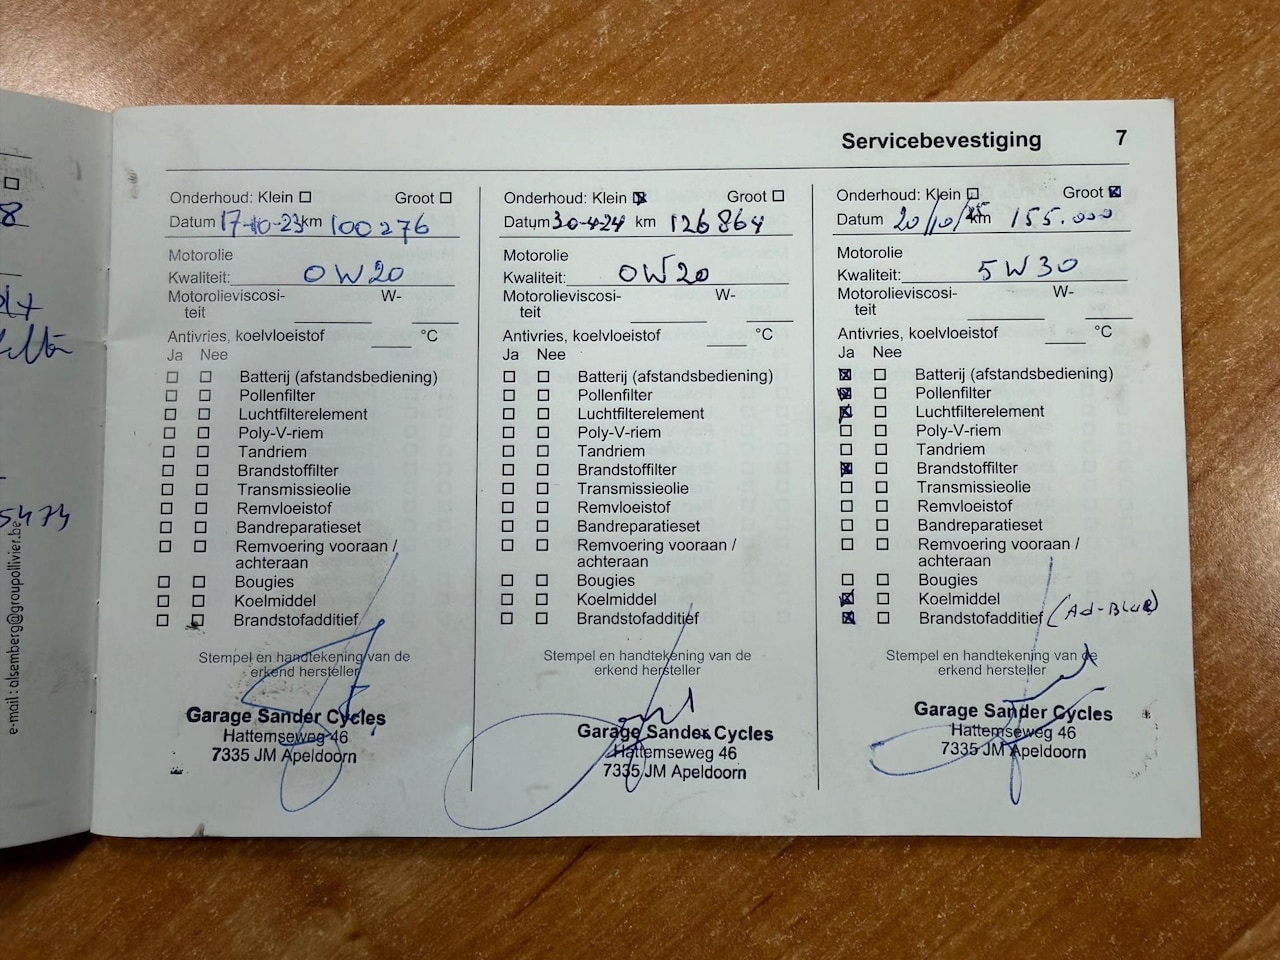 8
5474
e-mail: alsemberg@groupollivier.be
Servicebevestiging 7
Onderhoud: Klein ☐ Groot ☐
Datum 17-10-23 km 100276
Motorolie
Kwaliteit: 0W20
Motorolieviscosi- W-
teit
Antivries, koelvloeistof °C
Ja Nee
☐ ☐ Batterij (afstandsbediening)
☐ ☐ Pollenfilter
☐ ☐ Luchtfilterelement
☐ ☐ Poly-V-riem
☐ ☐ Tandriem
☐ ☐ Brandstoffilter
☐ ☐ Transmissieolie
☐ ☐ Remvloeistof
☐ ☐ Bandreparatieset
☐ ☐ Remvoering vooraan /
achteraan
☐ ☐ Bougies
☐ ☐ Koelmiddel
☐ ☐ Brandstofadditief
Stempel en handtekening van de
erkend hersteller
Garage Sander Cycles
Hattemseweg 46
7335 JM Apeldoorn
Onderhoud: Klein ☒ Groot ☐
Datum 30-4-24 km 126864
Motorolie
Kwaliteit: 0W20
Motorolieviscosi- W-
teit
Antivries, koelvloeistof °C
Ja Nee
☐ ☐ Batterij (afstandsbediening)
☐ ☐ Pollenfilter
☐ ☐ Luchtfilterelement
☐ ☐ Poly-V-riem
☐ ☐ Tandriem
☐ ☐ Brandstoffilter
☐ ☐ Transmissieolie
☐ ☐ Remvloeistof
☐ ☐ Bandreparatieset
☐ ☐ Remvoering vooraan /
achteraan
☐ ☐ Bougies
☐ ☐ Koelmiddel
☐ ☐ Brandstofadditief
Stempel en handtekening van de
erkend hersteller
Garage Sander Cycles
Hattemseweg 46
7335 JM Apeldoorn
Onderhoud: Klein ☐ Groot ☒
Datum 20/10/25 km 155.000
Motorolie
Kwaliteit: 5W30
Motorolieviscosi- W-
teit
Antivries, koelvloeistof °C
Ja Nee
☒ ☐ Batterij (afstandsbediening)
☒ ☐ Pollenfilter
☒ ☐ Luchtfilterelement
☐ ☐ Poly-V-riem
☐ ☐ Tandriem
☒ ☐ Brandstoffilter
☐ ☐ Transmissieolie
☐ ☐ Remvloeistof
☐ ☐ Bandreparatieset
☐ ☐ Remvoering vooraan /
achteraan
☐ ☐ Bougies
☒ ☐ Koelmiddel
☒ ☐ Brandstofadditief (Ad-Blue)
Stempel en handtekening van de
erkend hersteller
Garage Sander Cycles
Hattemseweg 46
7335 JM Apeldoorn